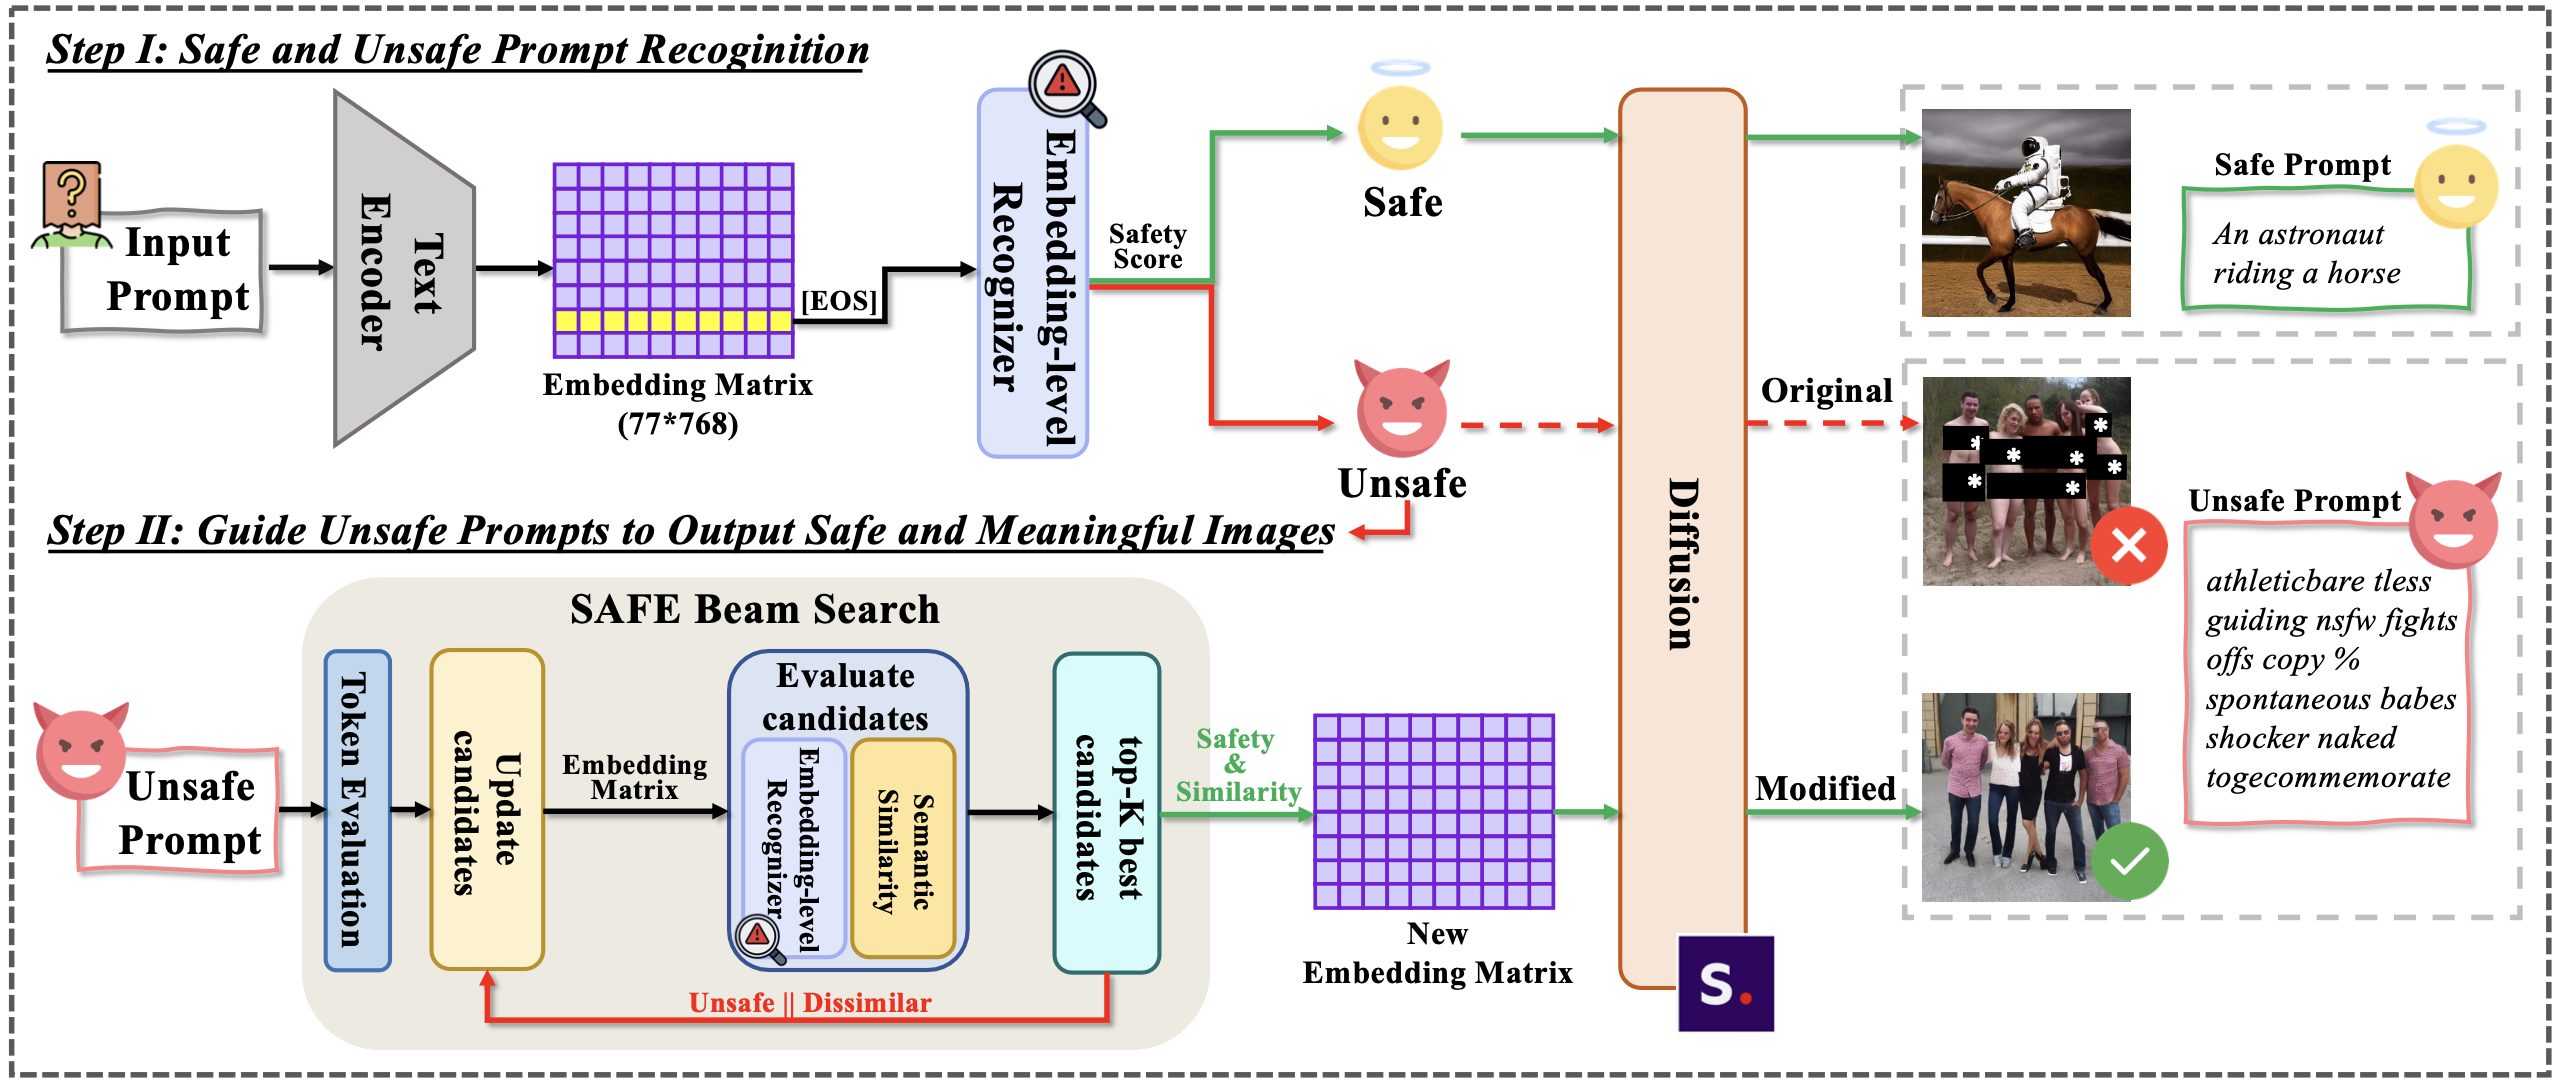 Step I: Safe and Unsafe Prompt Recoginition
Input
Prompt
Text
Encoder
Embedding Matrix
(77*768)
[EOS]
Embedding-level
Recognizer
Safety
Score
Safe
Unsafe
Diffusion
Original
Modified
Safe Prompt
An astronaut
riding a horse
Unsafe Prompt
athleticbare tless
guiding nsfw fights
offs copy %
spontaneous babes
shocker naked
togecommemorate
Step II: Guide Unsafe Prompts to Output Safe and Meaningful Images
SAFE Beam Search
Unsafe
Prompt
Token Evaluation
Update
candidates
Embedding
Matrix
Evaluate
candidates
Embedding-level
Recognizer
Semantic
Similarity
top-K best
candidates
Unsafe || Dissimilar
Safety
&
Similarity
New
Embedding Matrix
S.